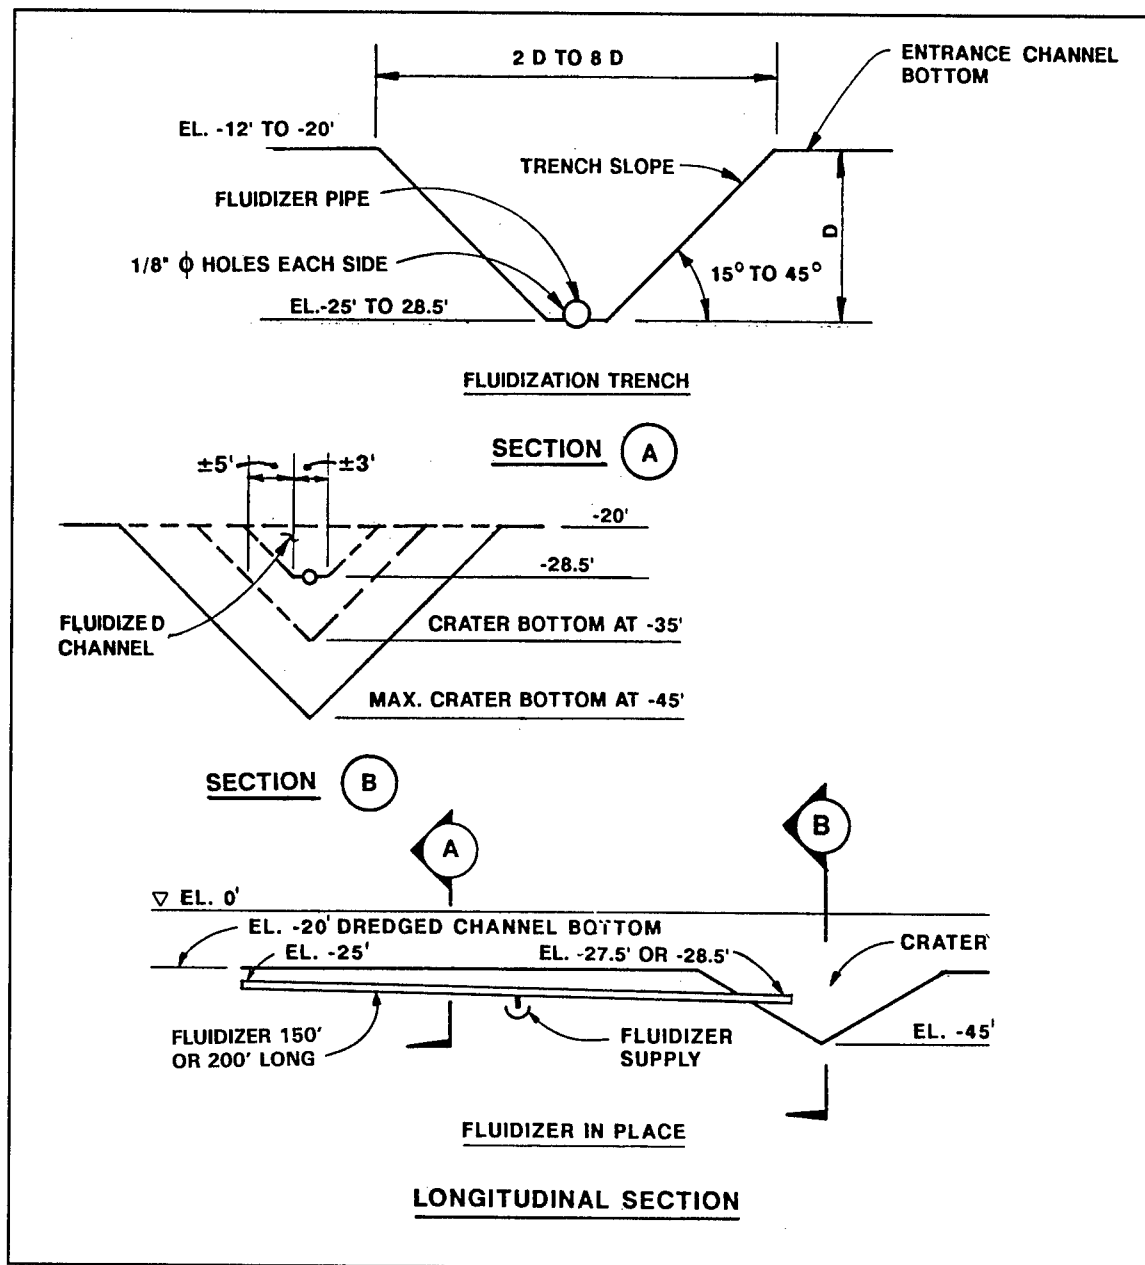 2 D TO 8 D
ENTRANCE CHANNEL
BOTTOM
EL. -12' TO -20'
TRENCH SLOPE
FLUIDIZER PIPE
D
1/8" ϕ HOLES EACH SIDE
15° TO 45°
EL.-25' TO 28.5'
FLUIDIZATION TRENCH
SECTION A
±5' ±3'
-20'
-28.5'
FLUIDIZED
CHANNEL
CRATER BOTTOM AT -35'
MAX. CRATER BOTTOM AT -45'
SECTION B
A
B
▽ EL. 0'
EL. -20' DREDGED CHANNEL BOTTOM
CRATER
EL. -25'
EL. -27.5' OR -28.5'
FLUIDIZER 150'
OR 200' LONG
FLUIDIZER
SUPPLY
EL. -45'
FLUIDIZER IN PLACE
LONGITUDINAL SECTION